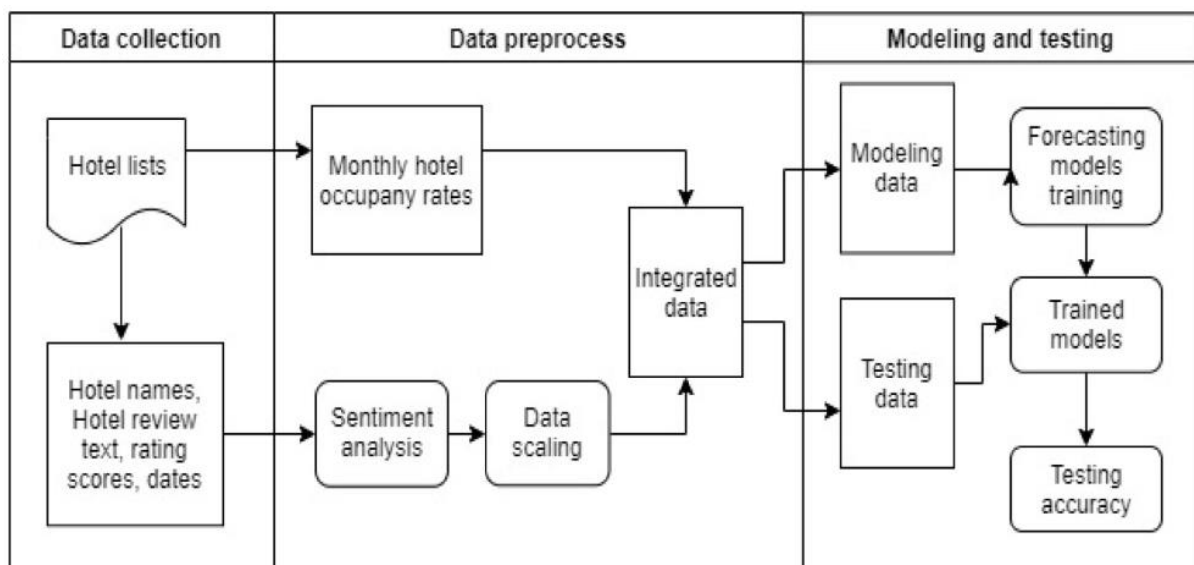 Data collection
Data preprocess
Modeling and testing
Hotel lists
Monthly hotel
occupany rates
Modeling
data
Forecasting
models
training
Integrated
data
Hotel names,
Hotel review
text, rating
scores, dates
Sentiment
analysis
Data
scaling
Testing
data
Trained
models
Testing
accuracy